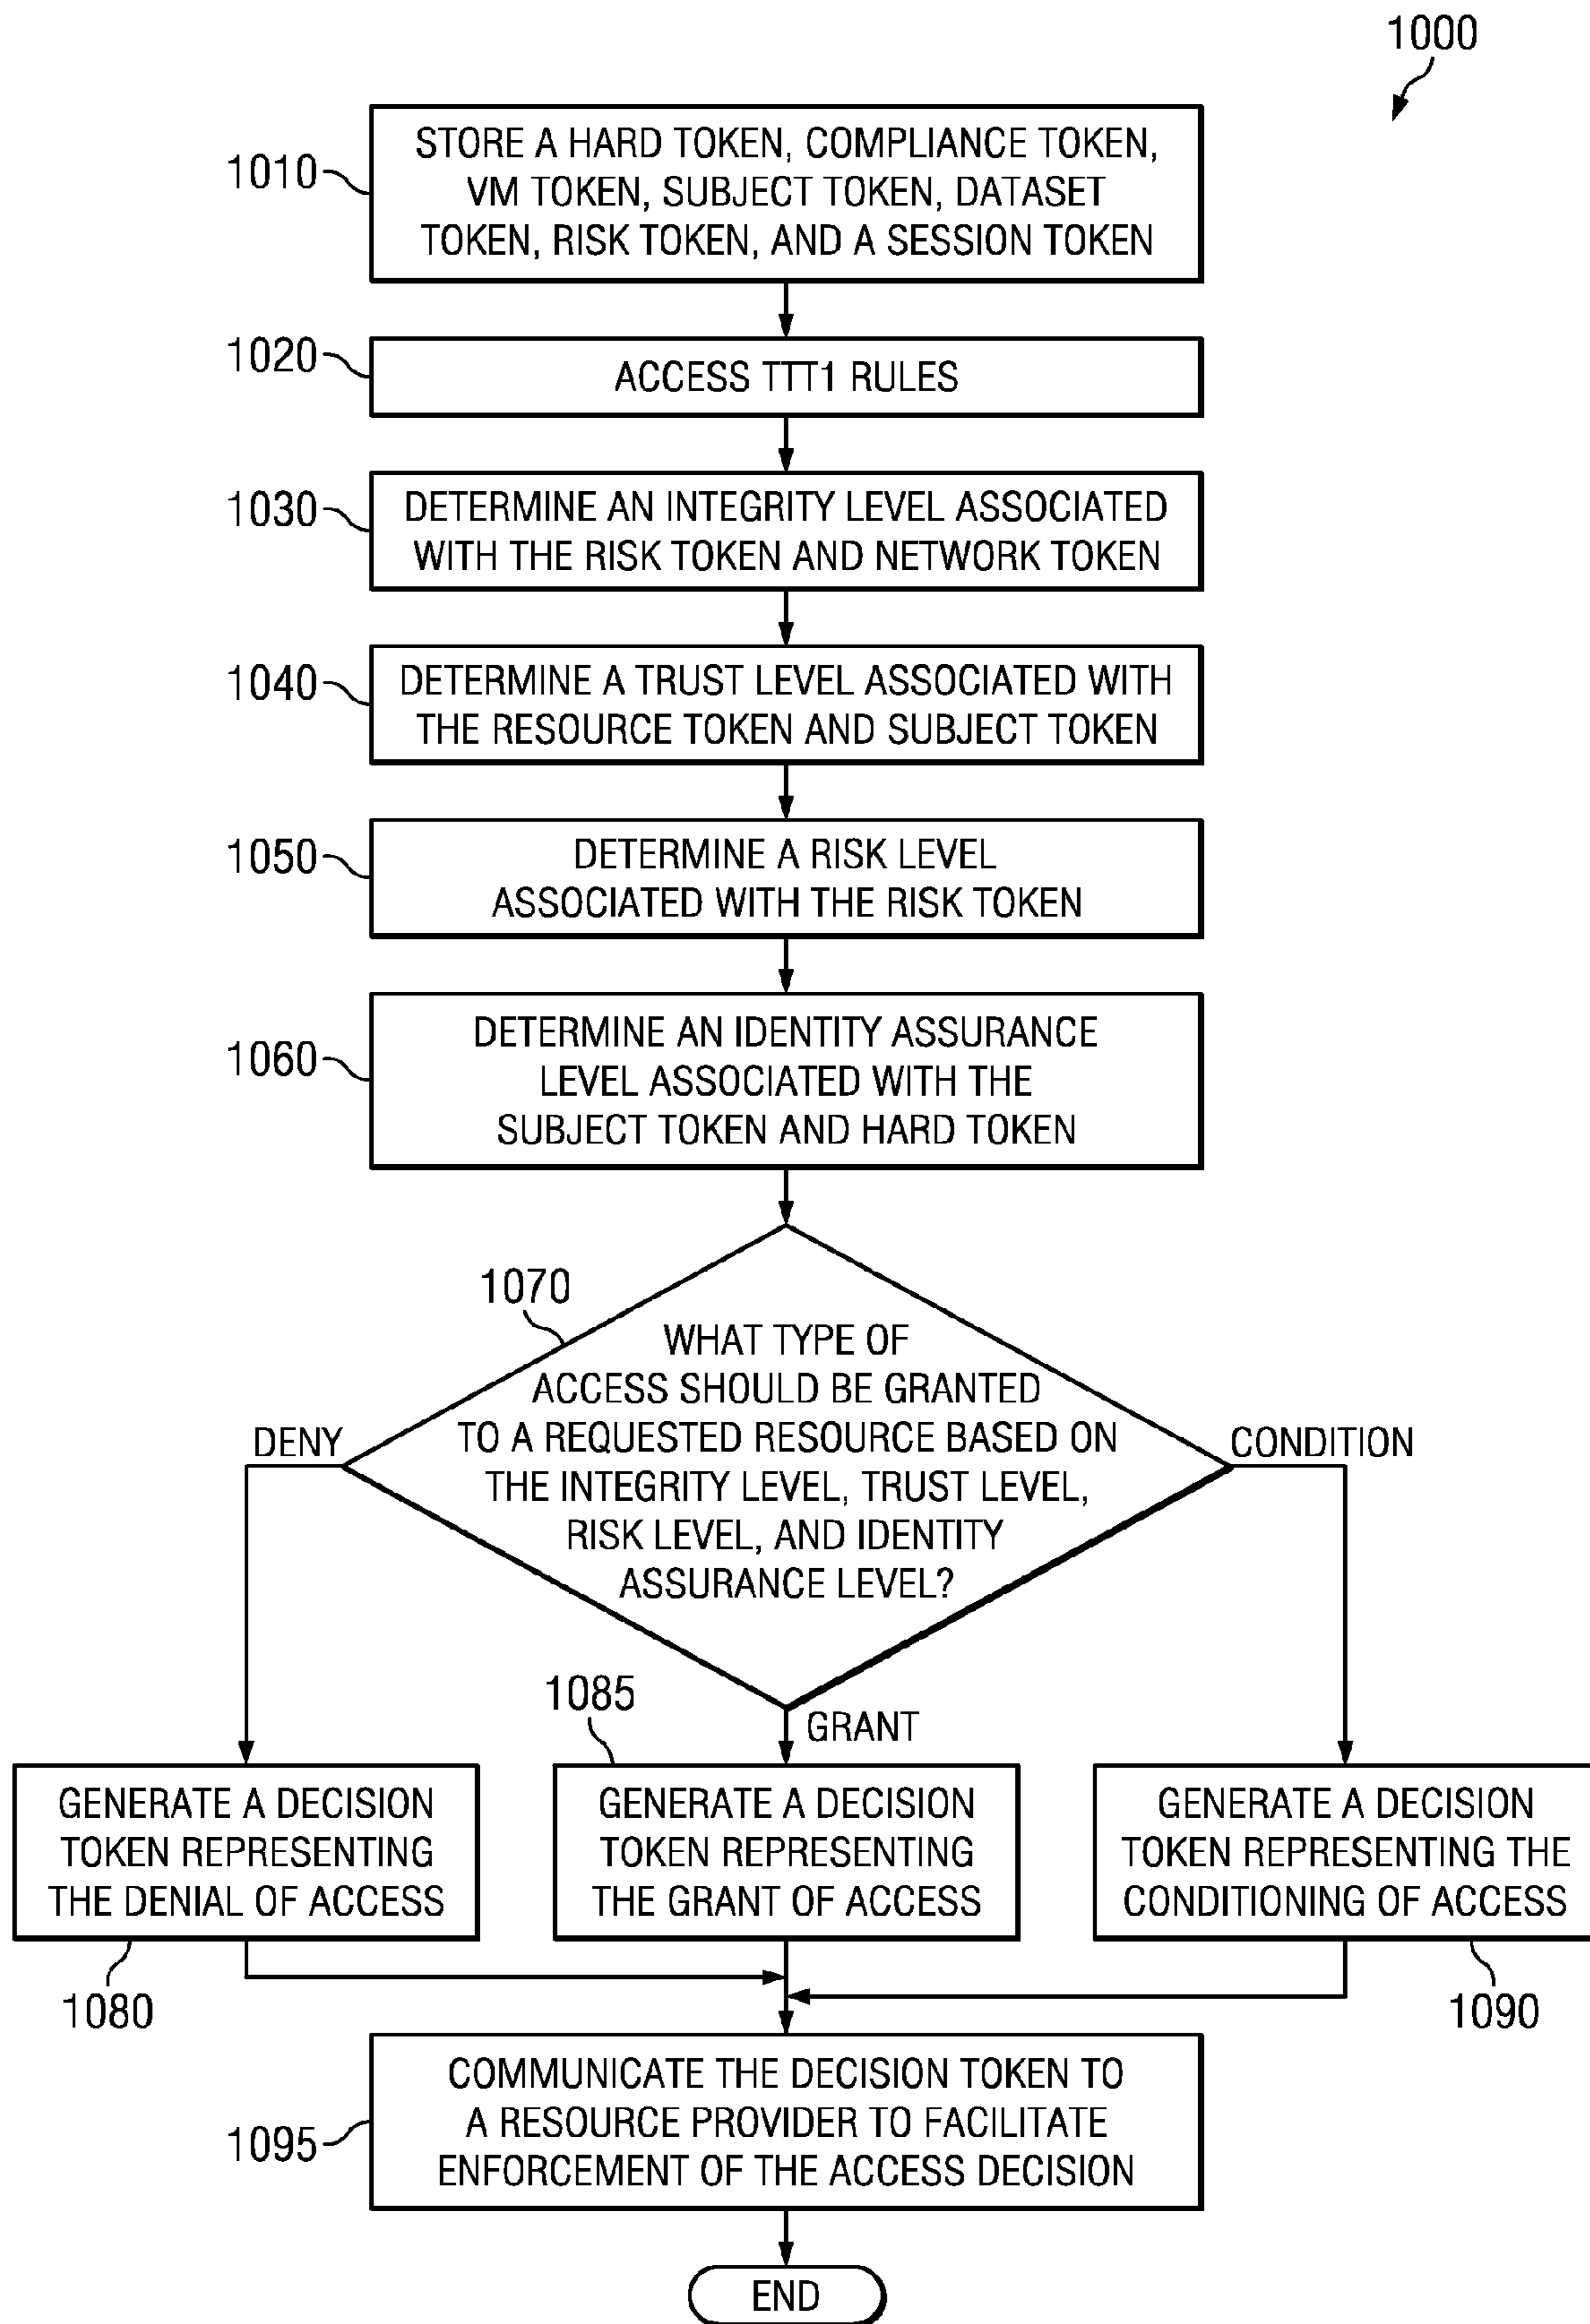 1000
1010
STORE A HARD TOKEN, COMPLIANCE TOKEN,
VM TOKEN, SUBJECT TOKEN, DATASET
TOKEN, RISK TOKEN, AND A SESSION TOKEN
1020
ACCESS TTT1 RULES
1030
DETERMINE AN INTEGRITY LEVEL ASSOCIATED
WITH THE RISK TOKEN AND NETWORK TOKEN
1040
DETERMINE A TRUST LEVEL ASSOCIATED WITH
THE RESOURCE TOKEN AND SUBJECT TOKEN
1050
DETERMINE A RISK LEVEL
ASSOCIATED WITH THE RISK TOKEN
1060
DETERMINE AN IDENTITY ASSURANCE
LEVEL ASSOCIATED WITH THE
SUBJECT TOKEN AND HARD TOKEN
1070
WHAT TYPE OF
ACCESS SHOULD BE GRANTED
TO A REQUESTED RESOURCE BASED ON
THE INTEGRITY LEVEL, TRUST LEVEL,
RISK LEVEL, AND IDENTITY
ASSURANCE LEVEL?
DENY
CONDITION
1085
GRANT
GENERATE A DECISION
TOKEN REPRESENTING
THE DENIAL OF ACCESS
GENERATE A DECISION
TOKEN REPRESENTING
THE GRANT OF ACCESS
GENERATE A DECISION
TOKEN REPRESENTING THE
CONDITIONING OF ACCESS
1080
1090
1095
COMMUNICATE THE DECISION TOKEN TO
A RESOURCE PROVIDER TO FACILITATE
ENFORCEMENT OF THE ACCESS DECISION
END